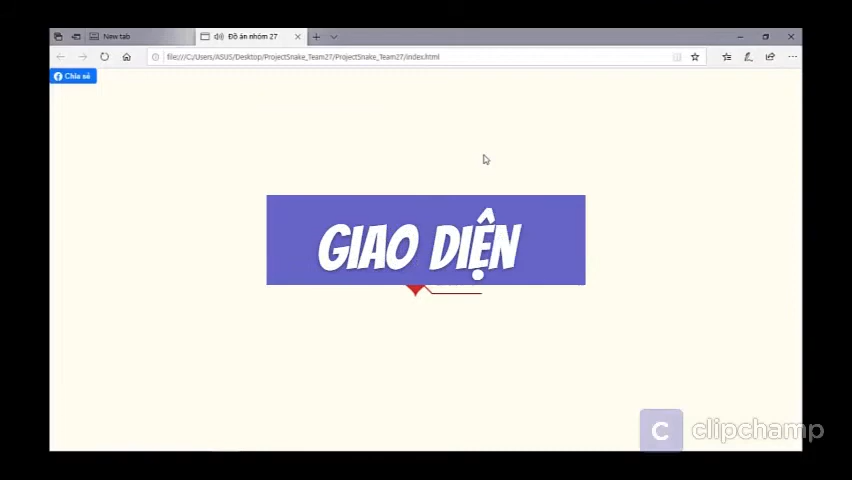 New tab
Đồ án nhóm 27
file:///C:/Users/ASUS/Desktop/ProjectSnake_Team27/ProjectSnake_Team27/index.html
Chia sẻ
GIAO DIỆN
C clipchamp